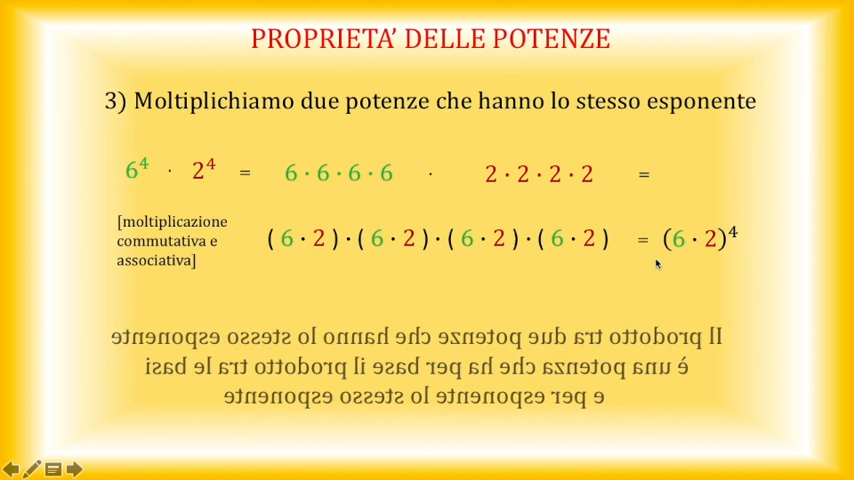 PROPRIETA’ DELLE POTENZE
3) Moltiplichiamo due potenze che hanno lo stesso esponente
6⁴ · 2⁴ = 6 · 6 · 6 · 6 · 2 · 2 · 2 · 2 =
[moltiplicazione
commutativa e
associativa]
( 6 · 2 ) · ( 6 · 2 ) · ( 6 · 2 ) · ( 6 · 2 ) = (6 · 2)⁴
Il prodotto tra due potenze che hanno lo stesso esponente
è una potenza che ha per base il prodotto tra le basi
e per esponente lo stesso esponente